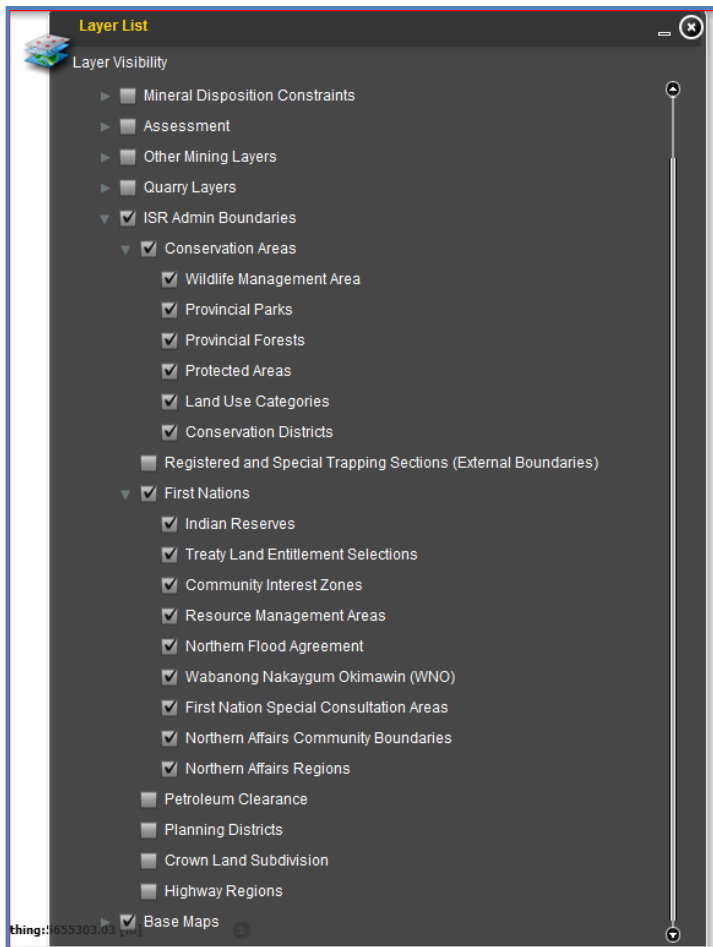 Layer List
Layer Visibility
Mineral Disposition Constraints
Assessment
Other Mining Layers
Quarry Layers
ISR Admin Boundaries
Conservation Areas
Wildlife Management Area
Provincial Parks
Provincial Forests
Protected Areas
Land Use Categories
Conservation Districts
Registered and Special Trapping Sections (External Boundaries)
First Nations
Indian Reserves
Treaty Land Entitlement Selections
Community Interest Zones
Resource Management Areas
Northern Flood Agreement
Wabanong Nakaygum Okimawin (WNO)
First Nation Special Consultation Areas
Northern Affairs Community Boundaries
Northern Affairs Regions
Petroleum Clearance
Planning Districts
Crown Land Subdivision
Highway Regions
Base Maps
thing:5655303.03